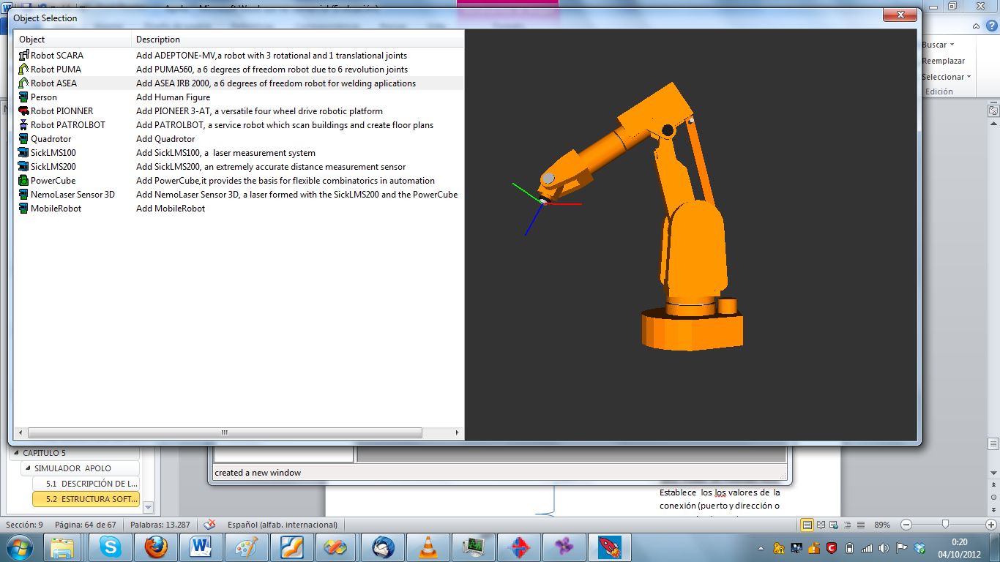 Object Selection
Object Description
Robot SCARA Add ADEPTONE-MV,a robot with 3 rotational and 1 translational joints
Robot PUMA Add PUMA560, a 6 degrees of freedom robot due to 6 revolution joints
Robot ASEA Add ASEA IRB 2000, a 6 degrees of freedom robot for welding aplications
Person Add Human Figure
Robot PIONNER Add PIONEER 3-AT, a versatile four wheel drive robotic platform
Robot PATROLBOT Add PATROLBOT, a service robot which scan buildings and create floor plans
Quadrotor Add Quadrotor
SickLMS100 Add SickLMS100, a laser measurement system
SickLMS200 Add SickLMS200, an extremely accurate distance measurement sensor
PowerCube Add PowerCube,it provides the basis for flexible combinatorics in automation
NemoLaser Sensor 3D Add NemoLaser Sensor 3D, a laser formed with the SickLMS200 and the PowerCube
MobileRobot Add MobileRobot
Buscar
Reemplazar
Seleccionar
Edición
CAPITULO 5
SIMULADOR APOLO
5.1 DESCRIPCIÓN DE L...
5.2 ESTRUCTURA SOFT...
created a new window
Establece los los valores de la
conexión (puerto y dirección o
Sección: 9 Página: 64 de 67 Palabras: 13.287 Español (alfab. internacional) 89%
0:20
04/10/2012